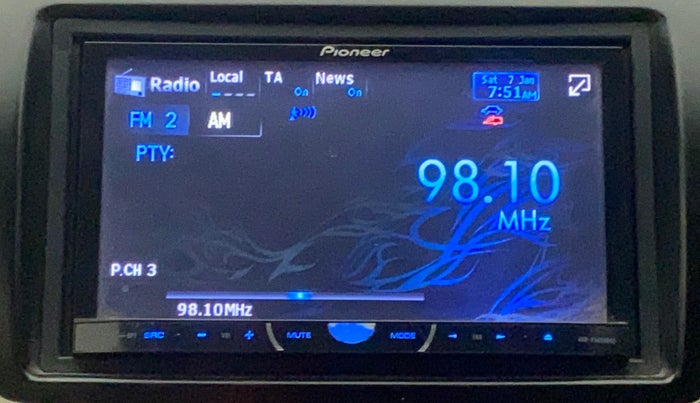 Pioneer
Radio Local TA News
On On
Sat 7 Jan
7:51AM
FM 2 AM
PTY:
98.10
MHz
P.CH 3
98.10MHz
SRC MUTE MODE